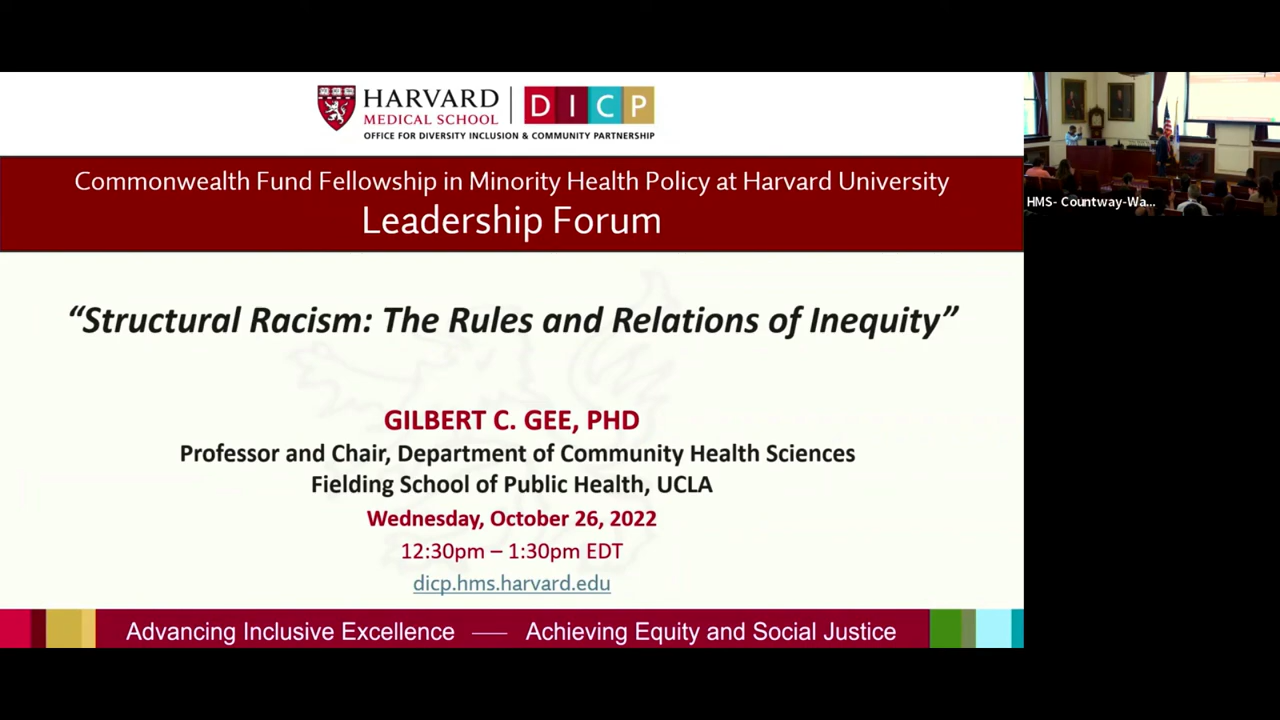 HARVARD
MEDICAL SCHOOL
DICP
OFFICE FOR DIVERSITY INCLUSION & COMMUNITY PARTNERSHIP
Commonwealth Fund Fellowship in Minority Health Policy at Harvard University
Leadership Forum
HMS- Countway-Wa...
“Structural Racism: The Rules and Relations of Inequity”
GILBERT C. GEE, PHD
Professor and Chair, Department of Community Health Sciences
Fielding School of Public Health, UCLA
Wednesday, October 26, 2022
12:30pm – 1:30pm EDT
dicp.hms.harvard.edu
Advancing Inclusive Excellence — Achieving Equity and Social Justice